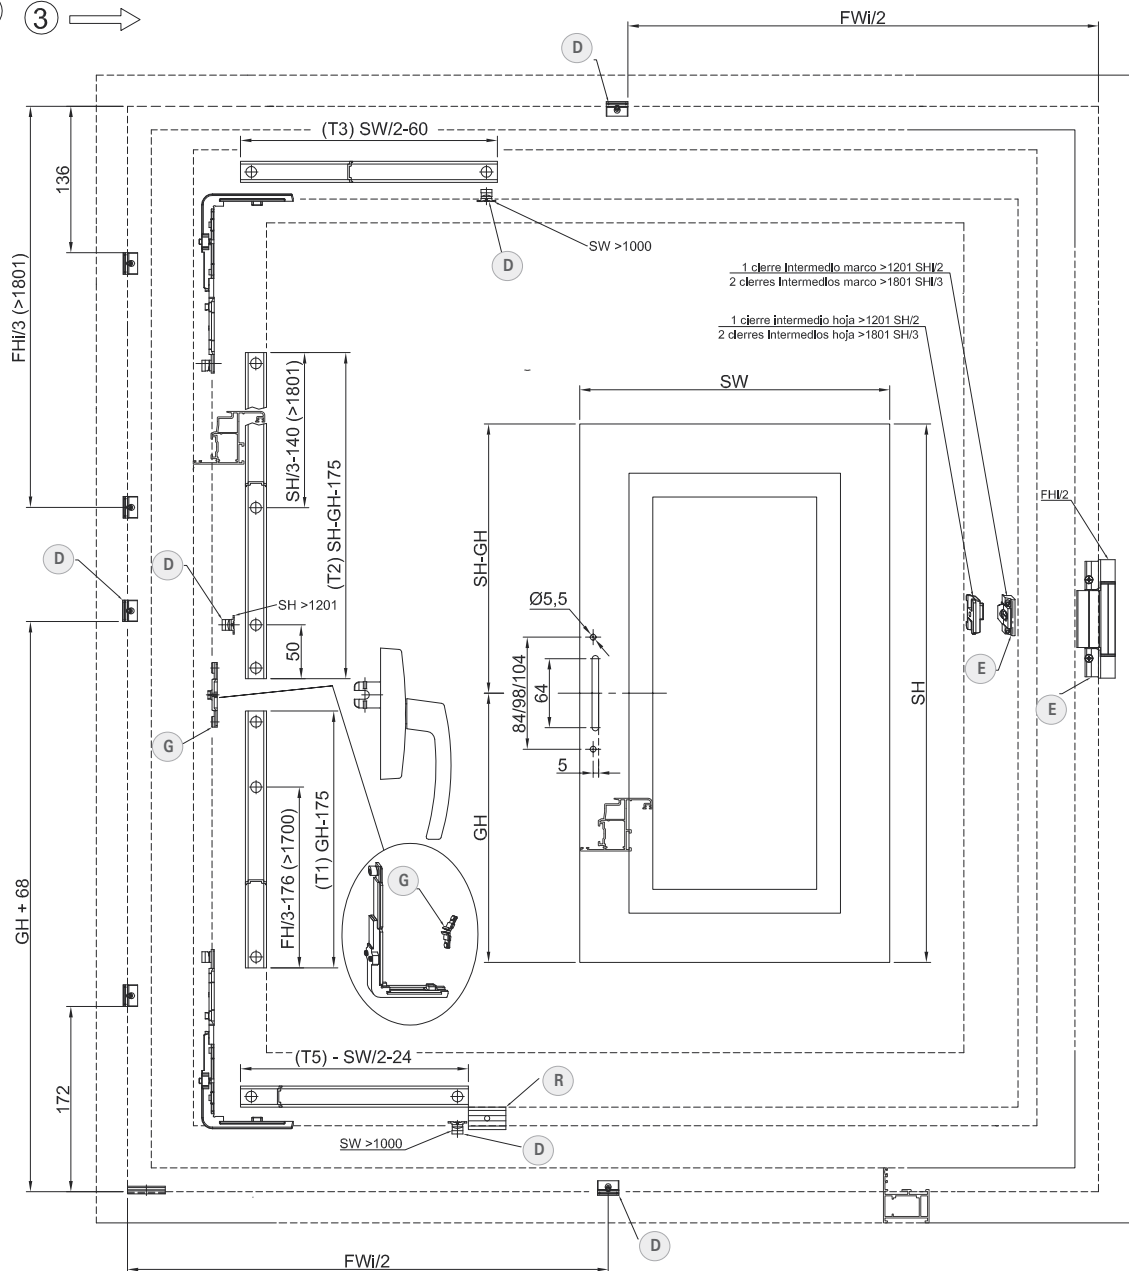 3
FWi/2
D
(T3) SW/2-60
136
FHi/3 (>1801)
SW >1000
D
1 cierre intermedio marco >1201 SHI/2
2 cierres intermedios marco >1801 SHI/3
1 cierre intermedio hoja >1201 SH/2
2 cierres intermedios hoja >1801 SH/3
SW
SH/3-140 (>1801)
(T2) SH-GH-175
SH-GH
FHI/2
D
D
SH >1201
Ø5,5
50
84/98/104
64
SH
E
E
G
5
FH/3-176 (>1700)
(T1) GH-175
GH
G
GH + 68
(T5) - SW/2-24
172
R
SW >1000
D
D
FWi/2